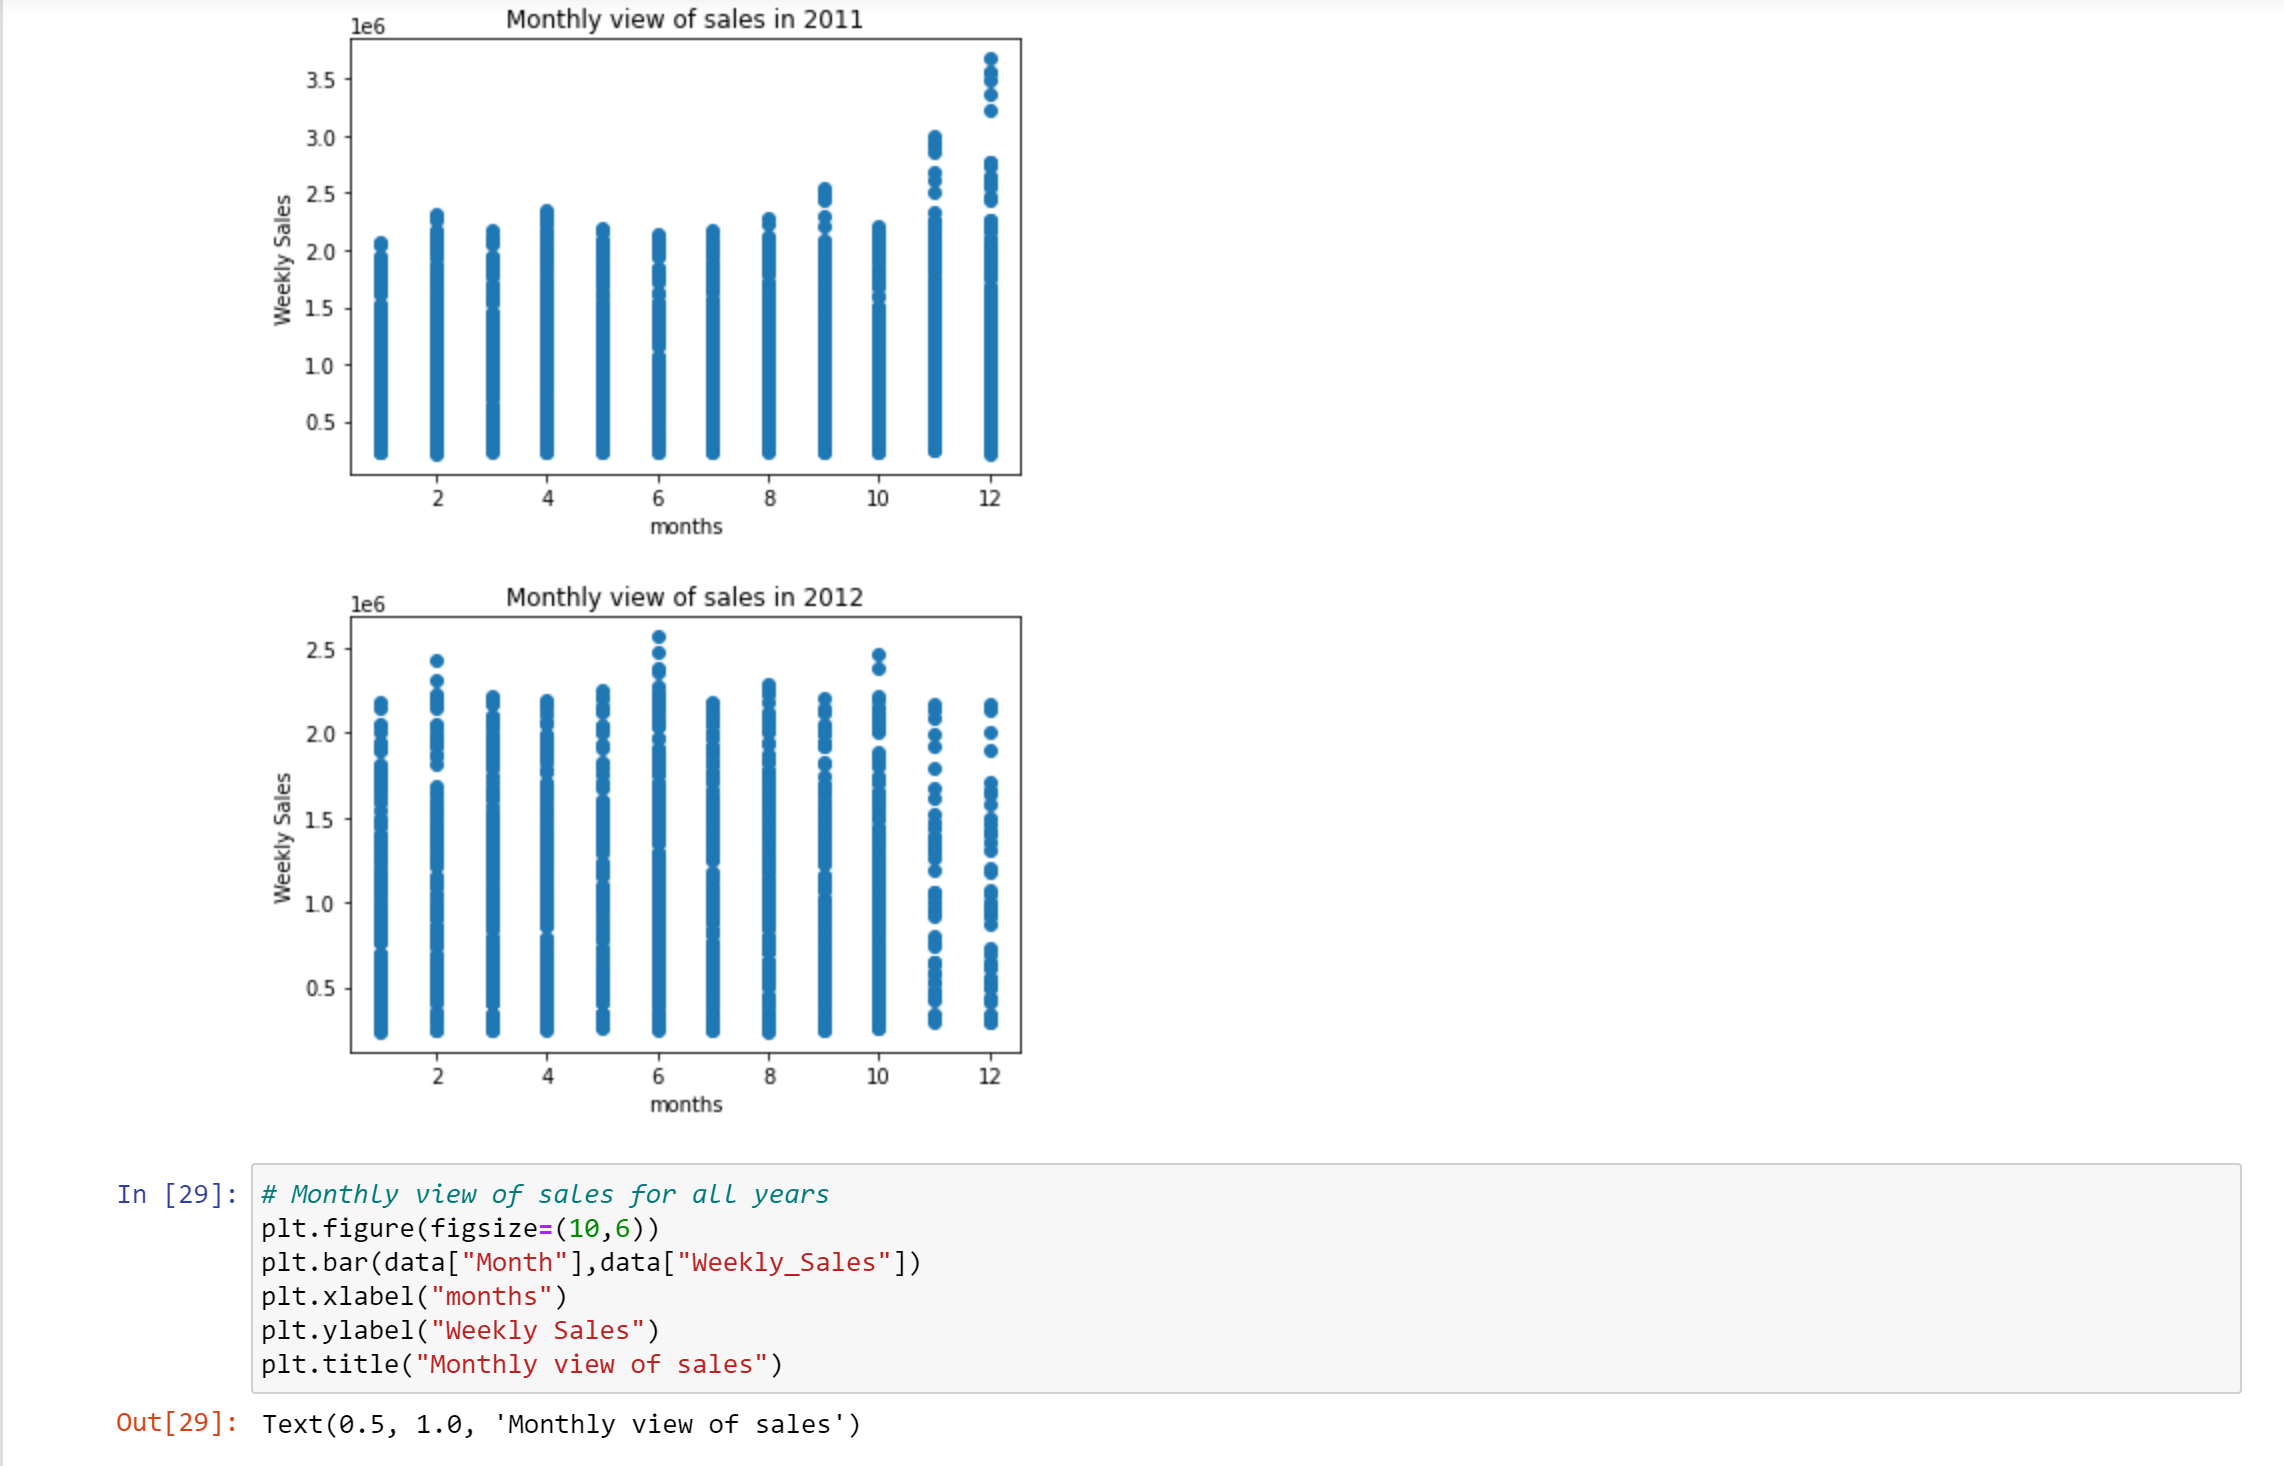 Monthly view of sales in 2011
1e6
3.5
3.0
2.5
2.0
1.5
1.0
0.5
Weekly Sales
2 4 6 8 10 12
months
Monthly view of sales in 2012
1e6
2.5
2.0
1.5
1.0
0.5
Weekly Sales
2 4 6 8 10 12
months
In [29]: # Monthly view of sales for all years
plt.figure(figsize=(10,6))
plt.bar(data["Month"],data["Weekly_Sales"])
plt.xlabel("months")
plt.ylabel("Weekly Sales")
plt.title("Monthly view of sales")
Out[29]: Text(0.5, 1.0, 'Monthly view of sales')